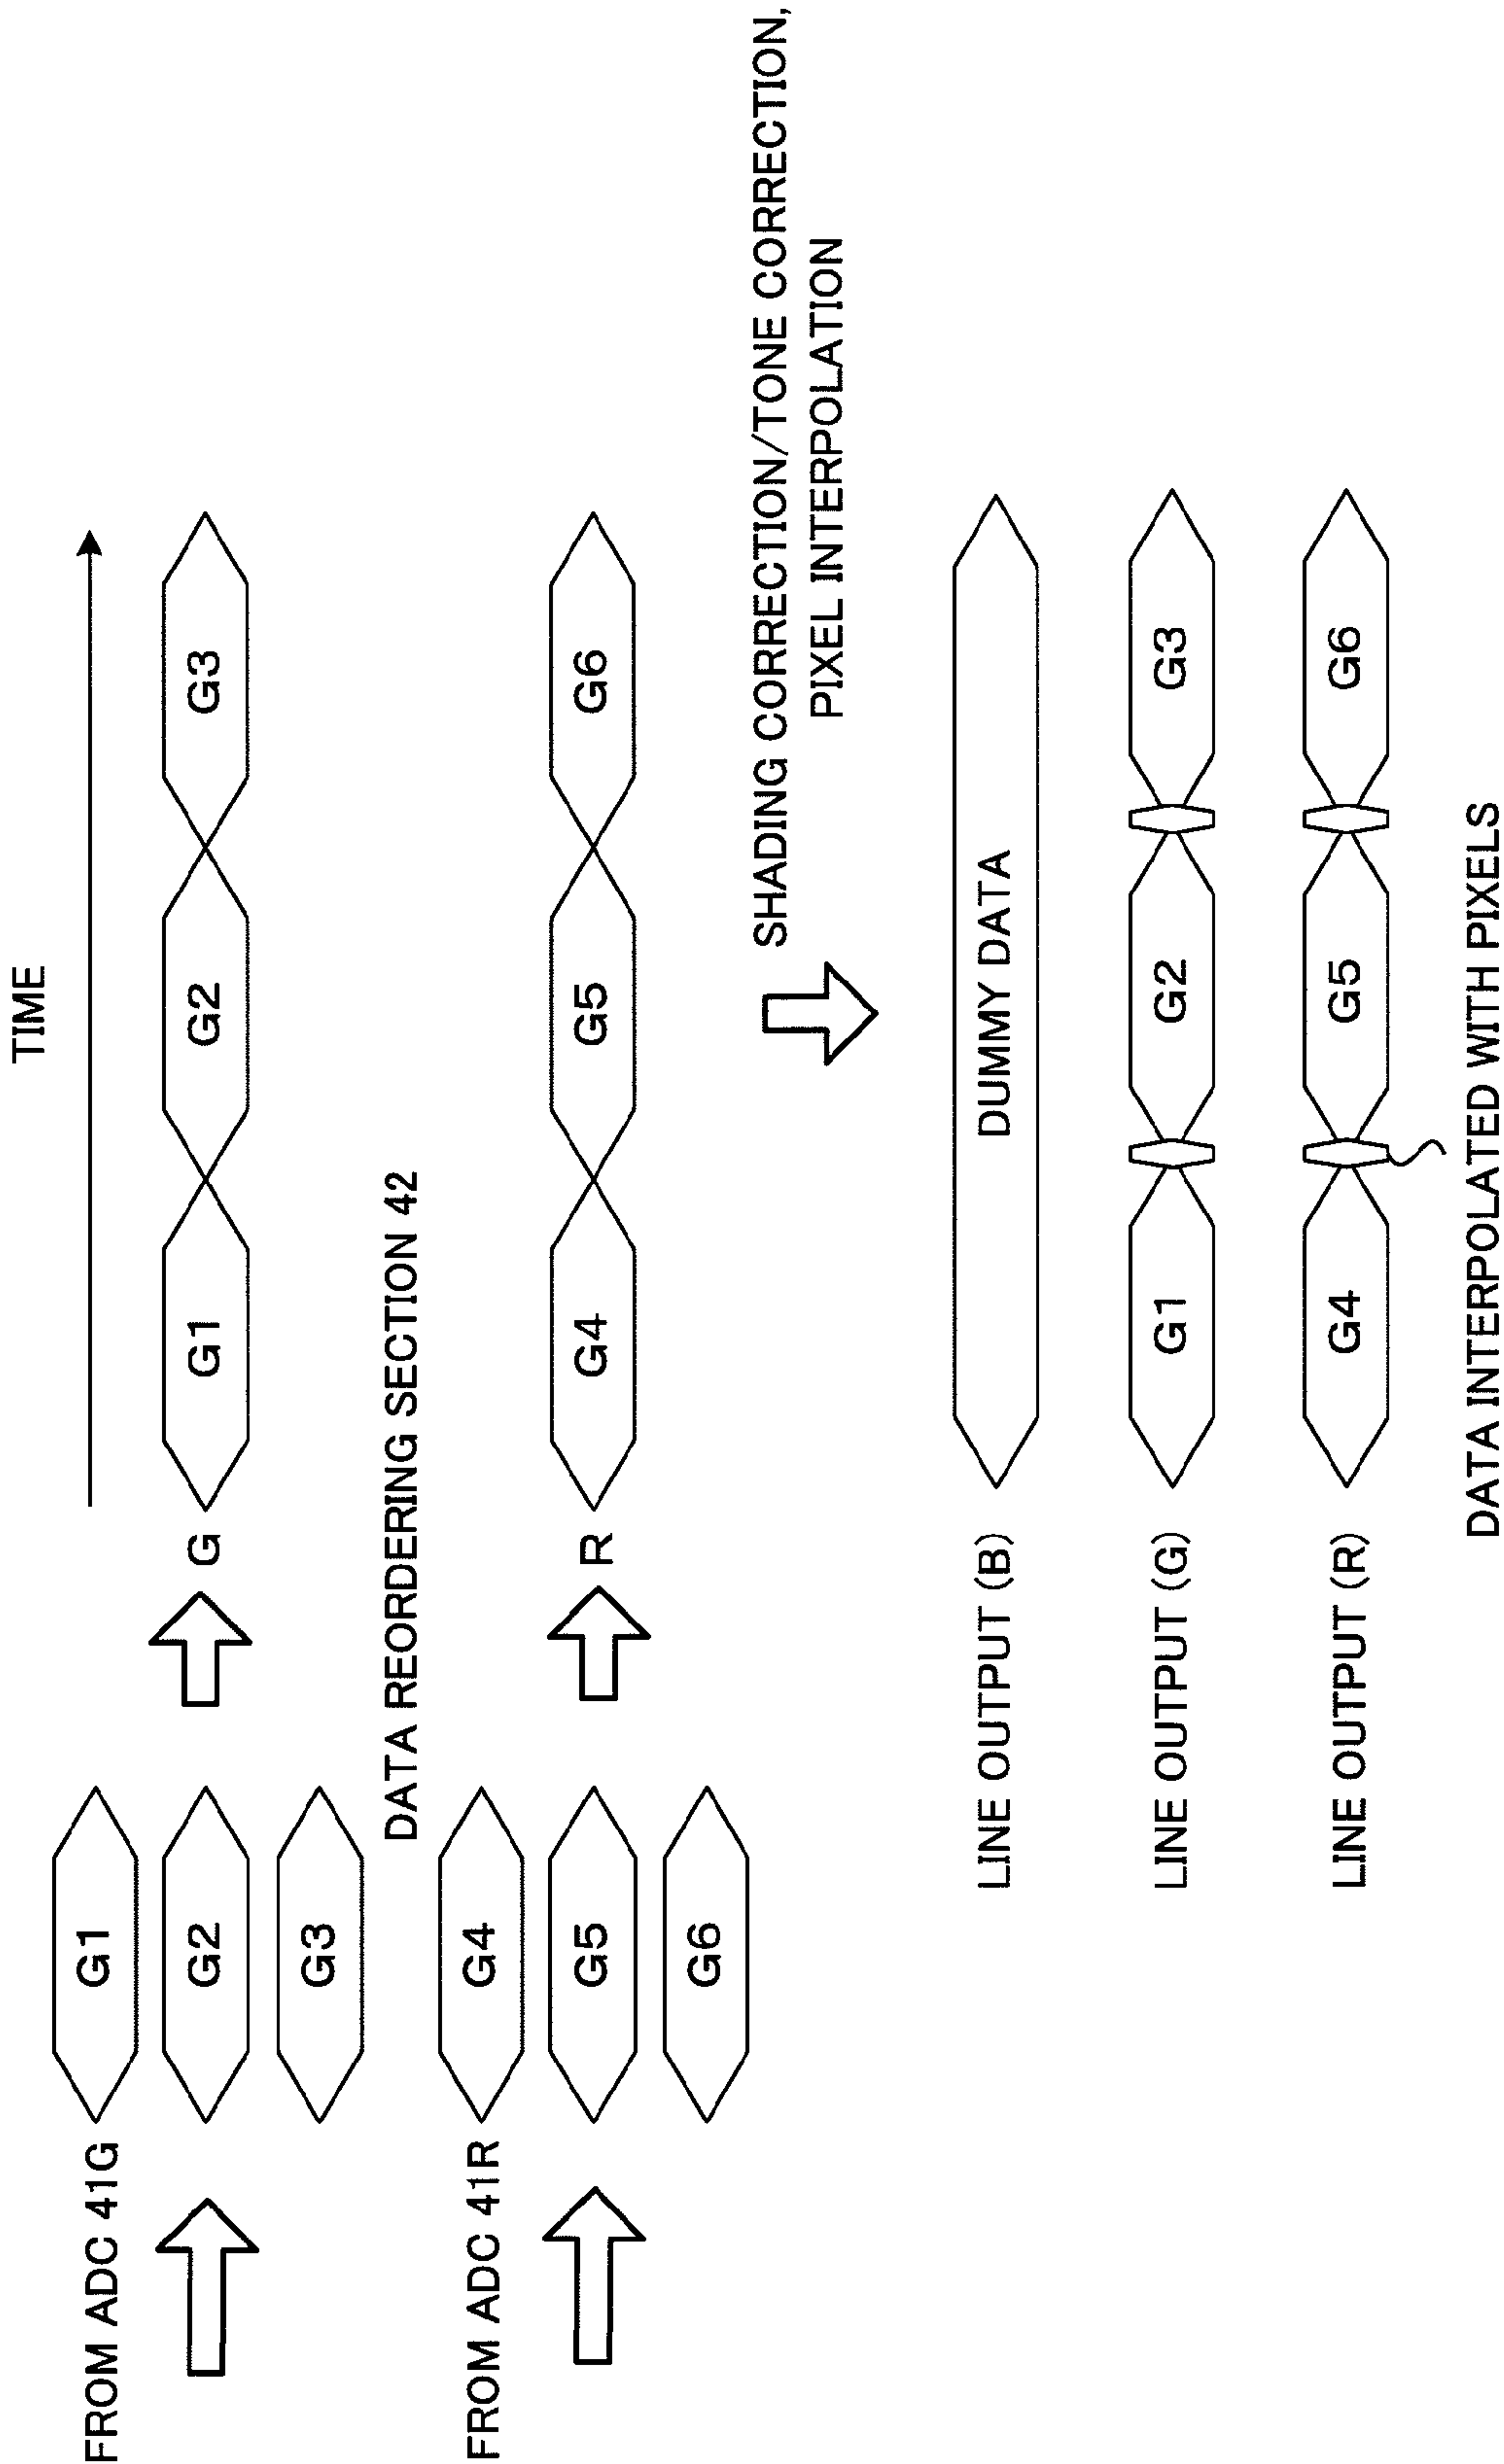 TIME
FROM ADC 41G
G1
G2
G3
G
G1
G2
G3
DATA REORDERING SECTION 42
FROM ADC 41R
G4
G5
G6
R
G4
G5
G6
SHADING CORRECTION/TONE CORRECTION,
PIXEL INTERPOLATION
LINE OUTPUT (B)
DUMMY DATA
LINE OUTPUT (G)
G1
G2
G3
LINE OUTPUT (R)
G4
G5
G6
DATA INTERPOLATED WITH PIXELS